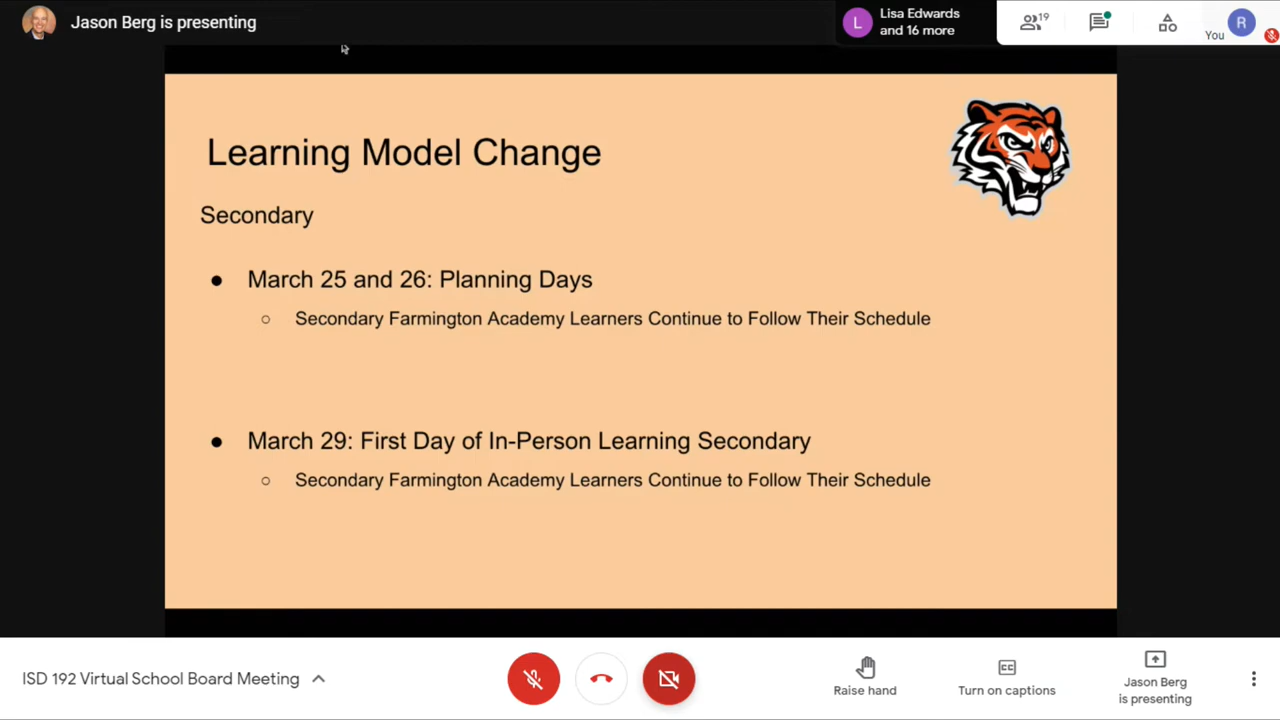 Jason Berg is presenting
L
Lisa Edwards
and 16 more
19
You
R
Learning Model Change
Secondary
● March 25 and 26: Planning Days
○ Secondary Farmington Academy Learners Continue to Follow Their Schedule
● March 29: First Day of In-Person Learning Secondary
○ Secondary Farmington Academy Learners Continue to Follow Their Schedule
ISD 192 Virtual School Board Meeting
Raise hand
CC
Turn on captions
Jason Berg
is presenting